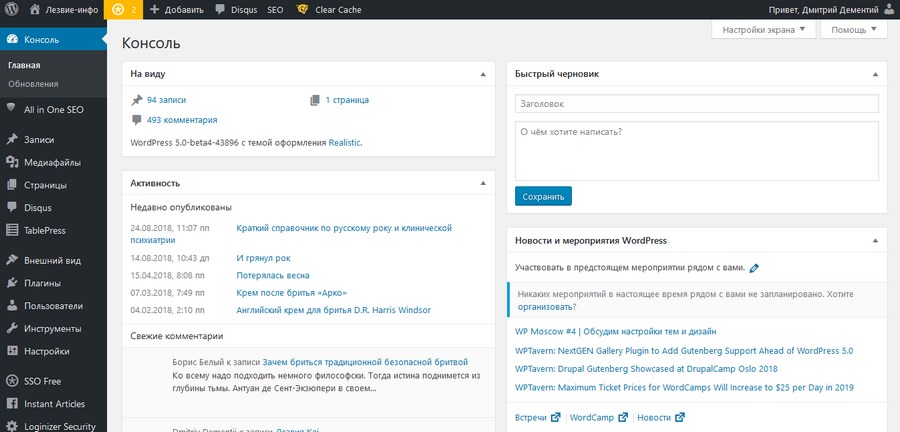 Лезвие-инфо 2 Добавить Disqus SEO Clear Cache Привет, Дмитрий Дементий
Консоль
Главная
Обновления
All in One SEO
Записи
Медиафайлы
Страницы
Disqus
TablePress
Внешний вид
Плагины
Пользователи
Инструменты
Настройки
SSO Free
Instant Articles
Loginizer Security
Настройки экрана Помощь
Консоль
На виду
94 записи 1 страница
493 комментария
WordPress 5.0-beta4-43896 с темой оформления Realistic.
Активность
Недавно опубликованы
24.08.2018, 11:07 пп Краткий справочник по русскому року и клинической
психиатрии
14.08.2018, 10:43 дп И грянул рок
15.04.2018, 8:08 пп Потерялась весна
07.03.2018, 7:49 пп Крем после бритья «Арко»
04.02.2018, 2:10 пп Английский крем для бритья D.R. Harris Windsor
Свежие комментарии
Борис Белый к записи Зачем бриться традиционной безопасной бритвой
Ко всему надо подходить немного философски. Тогда истина поднимется из
глубины тьмы. Антуан де Сент-Экзюпери в своем...
Dmitriy Dementii к записи
Быстрый черновик
Заголовок
О чём хотите написать?
Сохранить
Новости и мероприятия WordPress
Участвовать в предстоящем мероприятии рядом с вами.
Никаких мероприятий в настоящее время рядом с вами не запланировано. Хотите
организовать?
WP Moscow #4 | Обсудим настройки тем и дизайн
WPTavern: NextGEN Gallery Plugin to Add Gutenberg Support Ahead of WordPress 5.0
WPTavern: Drupal Gutenberg Showcased at DrupalCamp Oslo 2018
WPTavern: Maximum Ticket Prices for WordCamps Will Increase to $25 per Day in 2019
Встречи | WordCamp | Новости